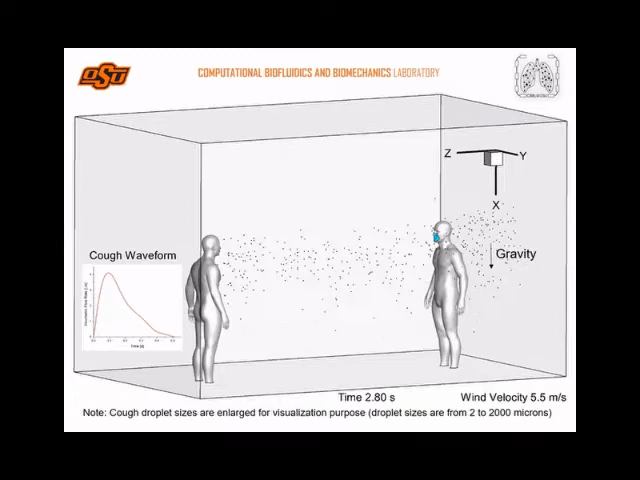 OSU
COMPUTATIONAL BIOFLUIDICS AND BIOMECHANICS LABORATORY
Z
Y
X
Gravity
Cough Waveform
Time 2.80 s
Wind Velocity 5.5 m/s
Note: Cough droplet sizes are enlarged for visualization purpose (droplet sizes are from 2 to 2000 microns)